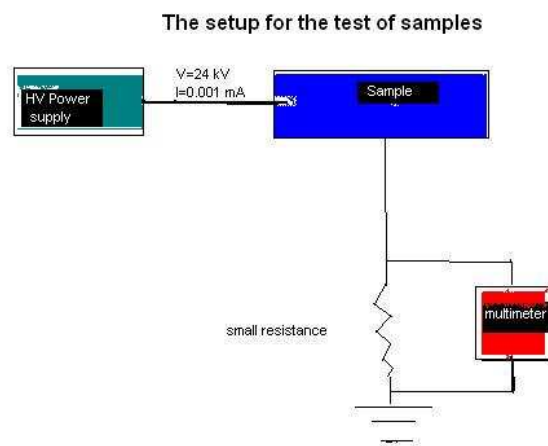 The setup for the test of samples
V=24 kV
I=0.001 mA
HV Power
supply
Sample
small resistance
multimeter